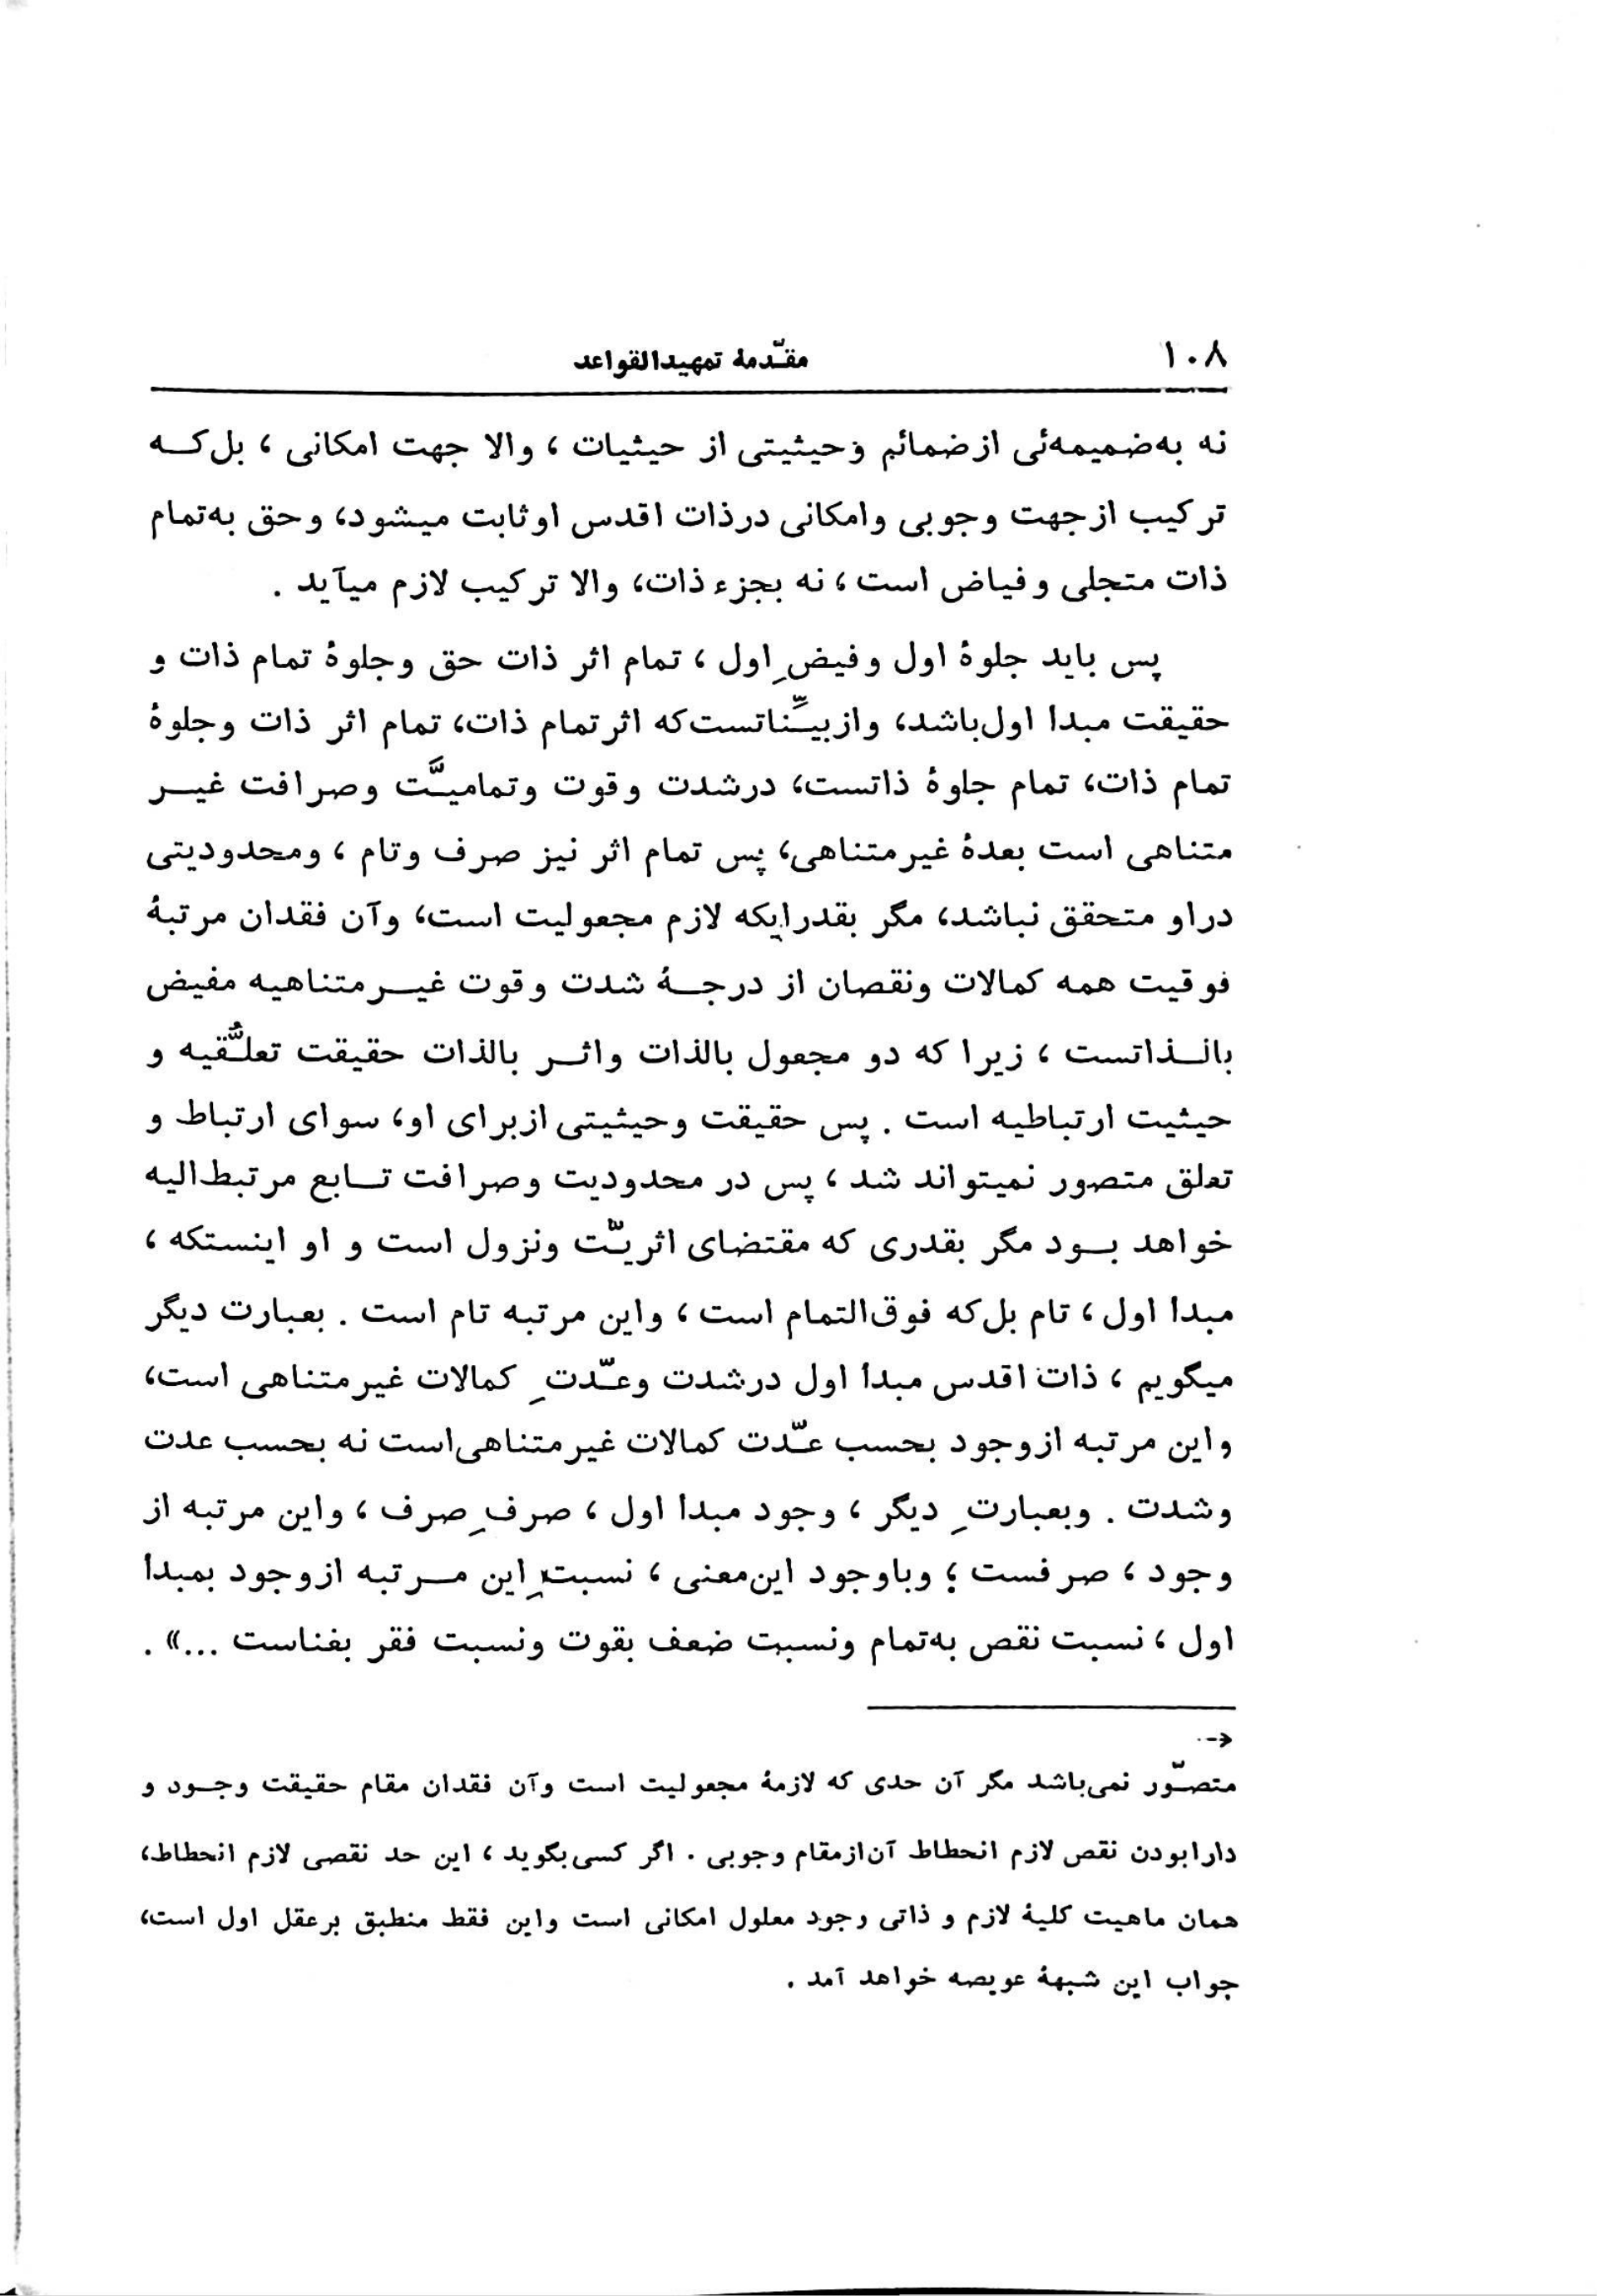 ۱۰۸
مقدّمهٔ تمهیدالقواعد
نه به‌ضمیمه‌ئی از ضمائم وحیثیتی از حیثیات ، والا جهت امکانی ، بل‌که
ترکیب ازجهت وجوبی وامکانی درذات اقدس اوثابت میشود، وحق به‌تمام
ذات متجلی وفیاض است ، نه بجزء ذات، والا ترکیب لازم میآید .
پس باید جلوهٔ اول وفیضِ اول ، تمام اثر ذات حق وجلوهٔ تمام ذات و
حقیقت مبدا اول‌باشد، وازبیّناتست‌که اثرتمام ذات، تمام اثر ذات وجلوهٔ
تمام ذات، تمام جلوهٔ ذاتست، درشدت وقوت وتمامیَّت وصرافت غیر
متناهی است بعدهٔ غیرمتناهی، پس تمام اثر نیز صرف وتام ، ومحدودیتی
دراو متحقق نباشد، مگر بقدرایکه لازم مجعولیت است، وآن فقدان مرتبهٔ
فوقیت همه کمالات ونقصان از درجهٔ شدت وقوت غیرمتناهیه مفیض
بالذاتست ، زیرا که دو مجعول بالذات واثر بالذات حقیقت تعلُّقیه و
حیثیت ارتباطیه است . پس حقیقت وحیثیتی ازبرای او، سوای ارتباط و
تعلق متصور نمیتواند شد ، پس در محدودیت وصرافت تابع مرتبط‌الیه
خواهد بود مگر بقدری که مقتضای اثریّت ونزول است و او اینستکه ،
مبدا اول ، تام بل‌که فوق‌التمام است ، واین مرتبه تام است . بعبارت دیگر
میگویم ، ذات اقدس مبدا اول درشدت وعدّتِ کمالات غیرمتناهی است،
واین مرتبه ازوجود بحسب عدّت کمالات غیرمتناهی‌است نه بحسب عدت
وشدت . وبعبارتِ دیگر ، وجود مبدا اول ، صرفِ صرف ، واین مرتبه از
وجود ، صرفست ؛ وباوجود این‌معنی ، نسبتِ این مرتبه ازوجود بمبدا
اول ، نسبت نقص به‌تمام ونسبت ضعف بقوت ونسبت فقر بغناست ...» .
←
متصوّر نمی‌باشد مگر آن حدی که لازمهٔ مجعولیت است وآن فقدان مقام حقیقت وجود و
دارابودن نقص لازم انحطاط آن‌ازمقام وجوبی . اگر کسی‌بگوید ، این حد نقصی لازم انحطاط،
همان ماهیت کلیهٔ لازم و ذاتی وجود معلول امکانی است واین فقط منطبق برعقل اول است،
جواب این شبههٔ عویصه خواهد آمد .